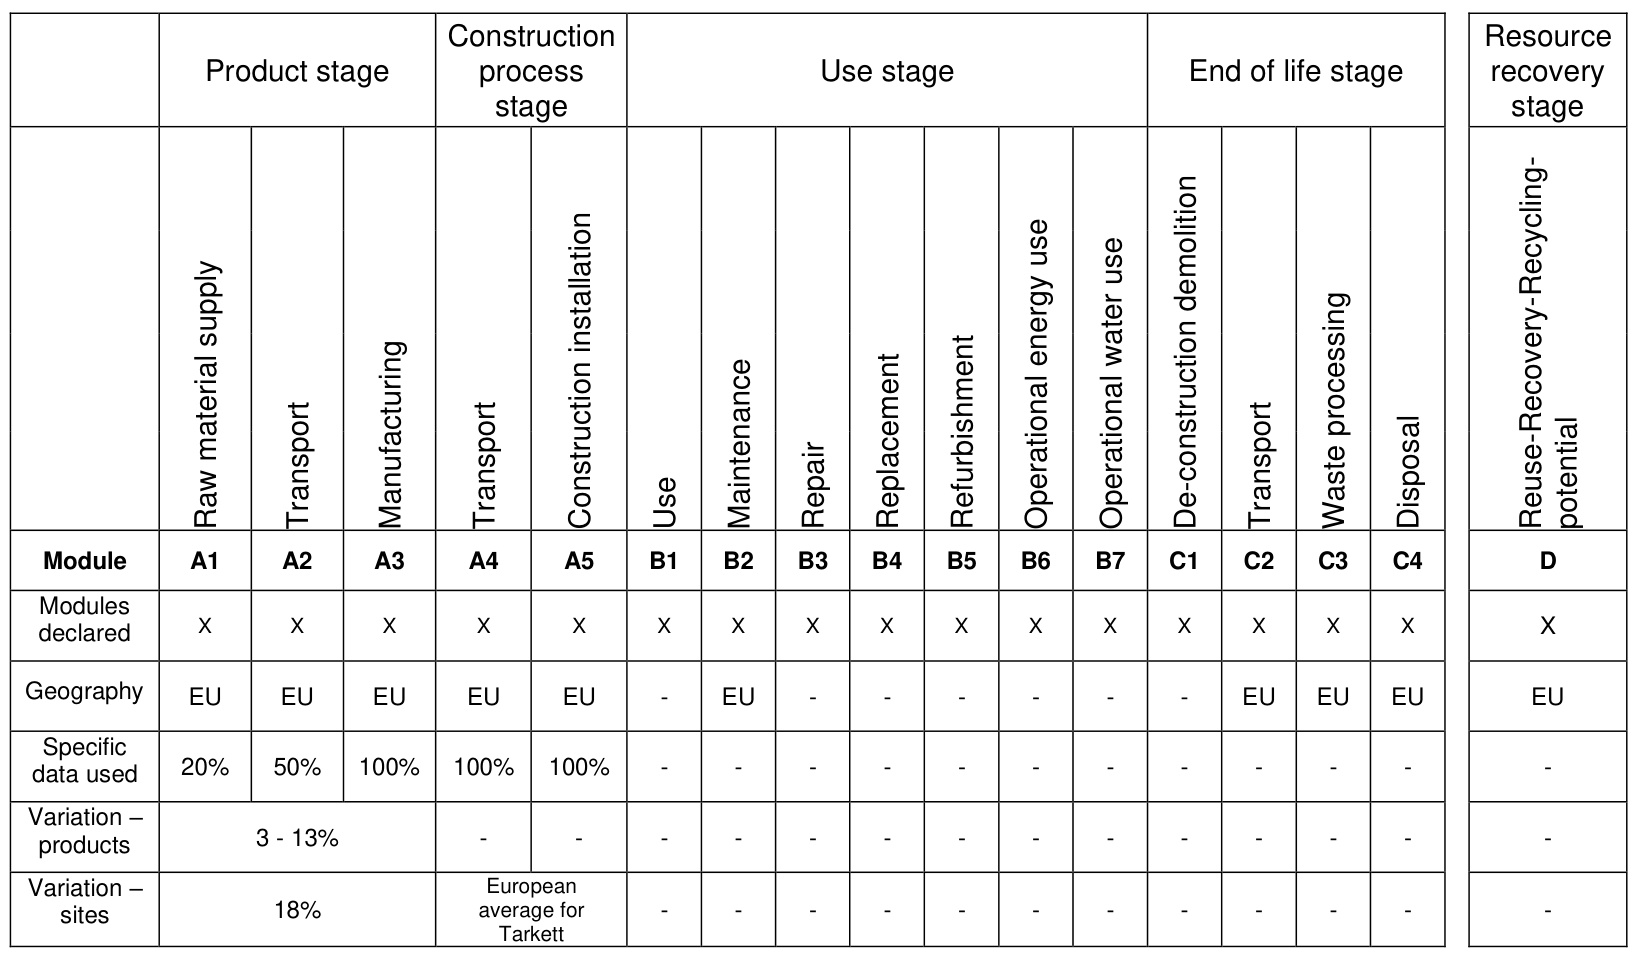 Product stage
Construction
process
stage
Use stage
End of life stage
Resource
recovery
stage
Raw material supply
Transport
Manufacturing
Transport
Construction installation
Use
Maintenance
Repair
Replacement
Refurbishment
Operational energy use
Operational water use
De-construction demolition
Transport
Waste processing
Disposal
Reuse-Recovery-Recycling-
potential
Module A1 A2 A3 A4 A5 B1 B2 B3 B4 B5 B6 B7 C1 C2 C3 C4 D
Modules
declared
X X X X X X X X X X X X X X X X X
Geography EU EU EU EU EU - EU - - - - - - EU EU EU EU
Specific
data used
20% 50% 100% 100% 100% - - - - - - - - - - - -
Variation –
products
3 - 13% - - - - - - - - - - - - - -
Variation –
sites
18%
European
average for
Tarkett
- - - - - - - - - - - -